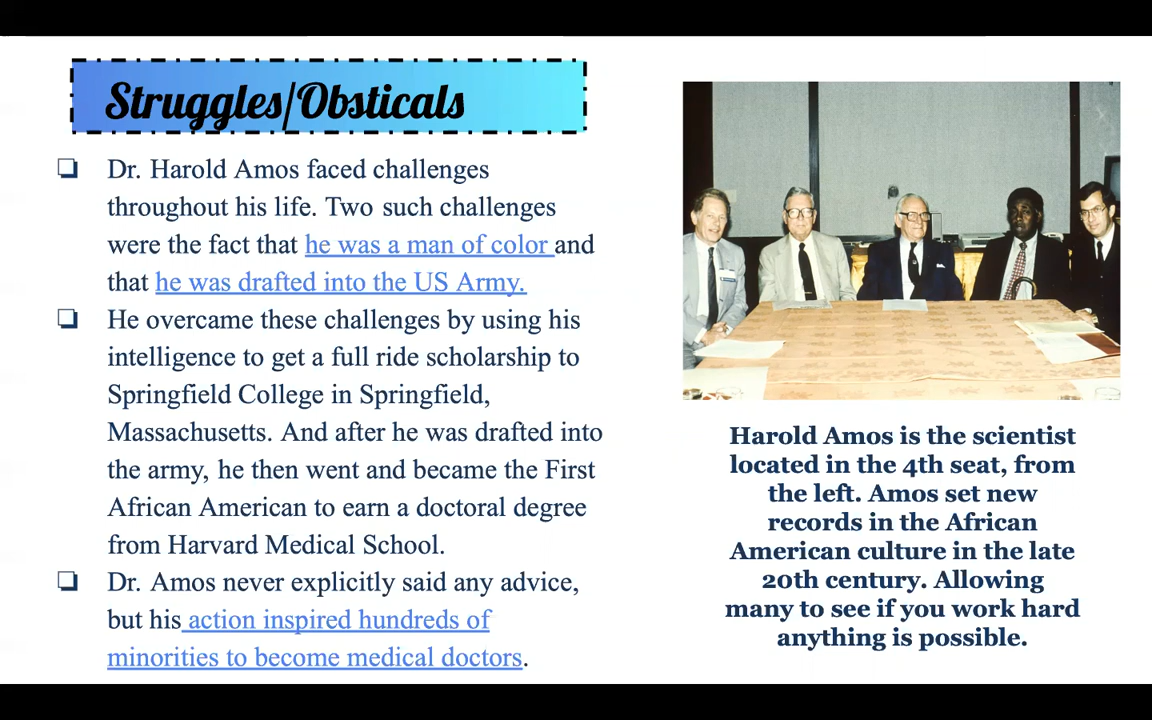 Struggles/Obsticals
Dr. Harold Amos faced challenges
throughout his life. Two such challenges
were the fact that he was a man of color and
that he was drafted into the US Army.
He overcame these challenges by using his
intelligence to get a full ride scholarship to
Springfield College in Springfield,
Massachusetts. And after he was drafted into
the army, he then went and became the First
African American to earn a doctoral degree
from Harvard Medical School.
Dr. Amos never explicitly said any advice,
but his action inspired hundreds of
minorities to become medical doctors.
Harold Amos is the scientist
located in the 4th seat, from
the left. Amos set new
records in the African
American culture in the late
20th century. Allowing
many to see if you work hard
anything is possible.